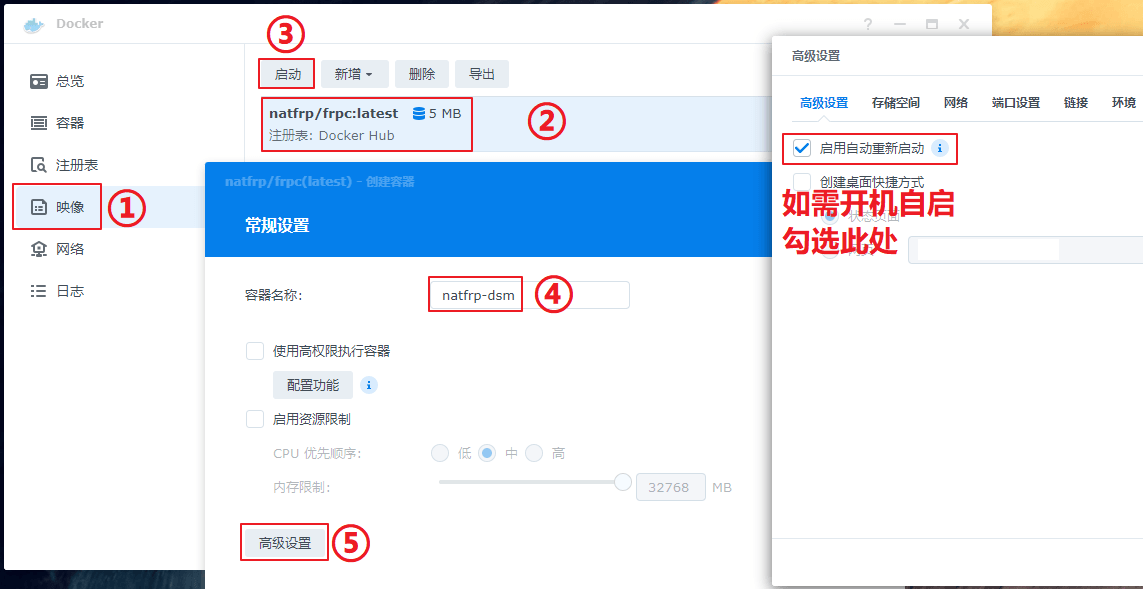 Docker
?
③
启动
新增
删除
导出
natfrp/frpc:latest
5 MB
注册表: Docker Hub
②
总览
容器
注册表
映像
①
网络
日志
natfrp/frpc(latest) - 创建容器
常规设置
容器名称:
natfrp-dsm
④
使用高权限执行容器
配置功能
i
启用资源限制
CPU 优先顺序:
低
中
高
内存限制:
32768
MB
高级设置
⑤
高级设置
高级设置
存储空间
网络
端口设置
链接
环境
启用自动重新启动
i
创建桌面快捷方式
如需开机自启
状态页面
勾选此处